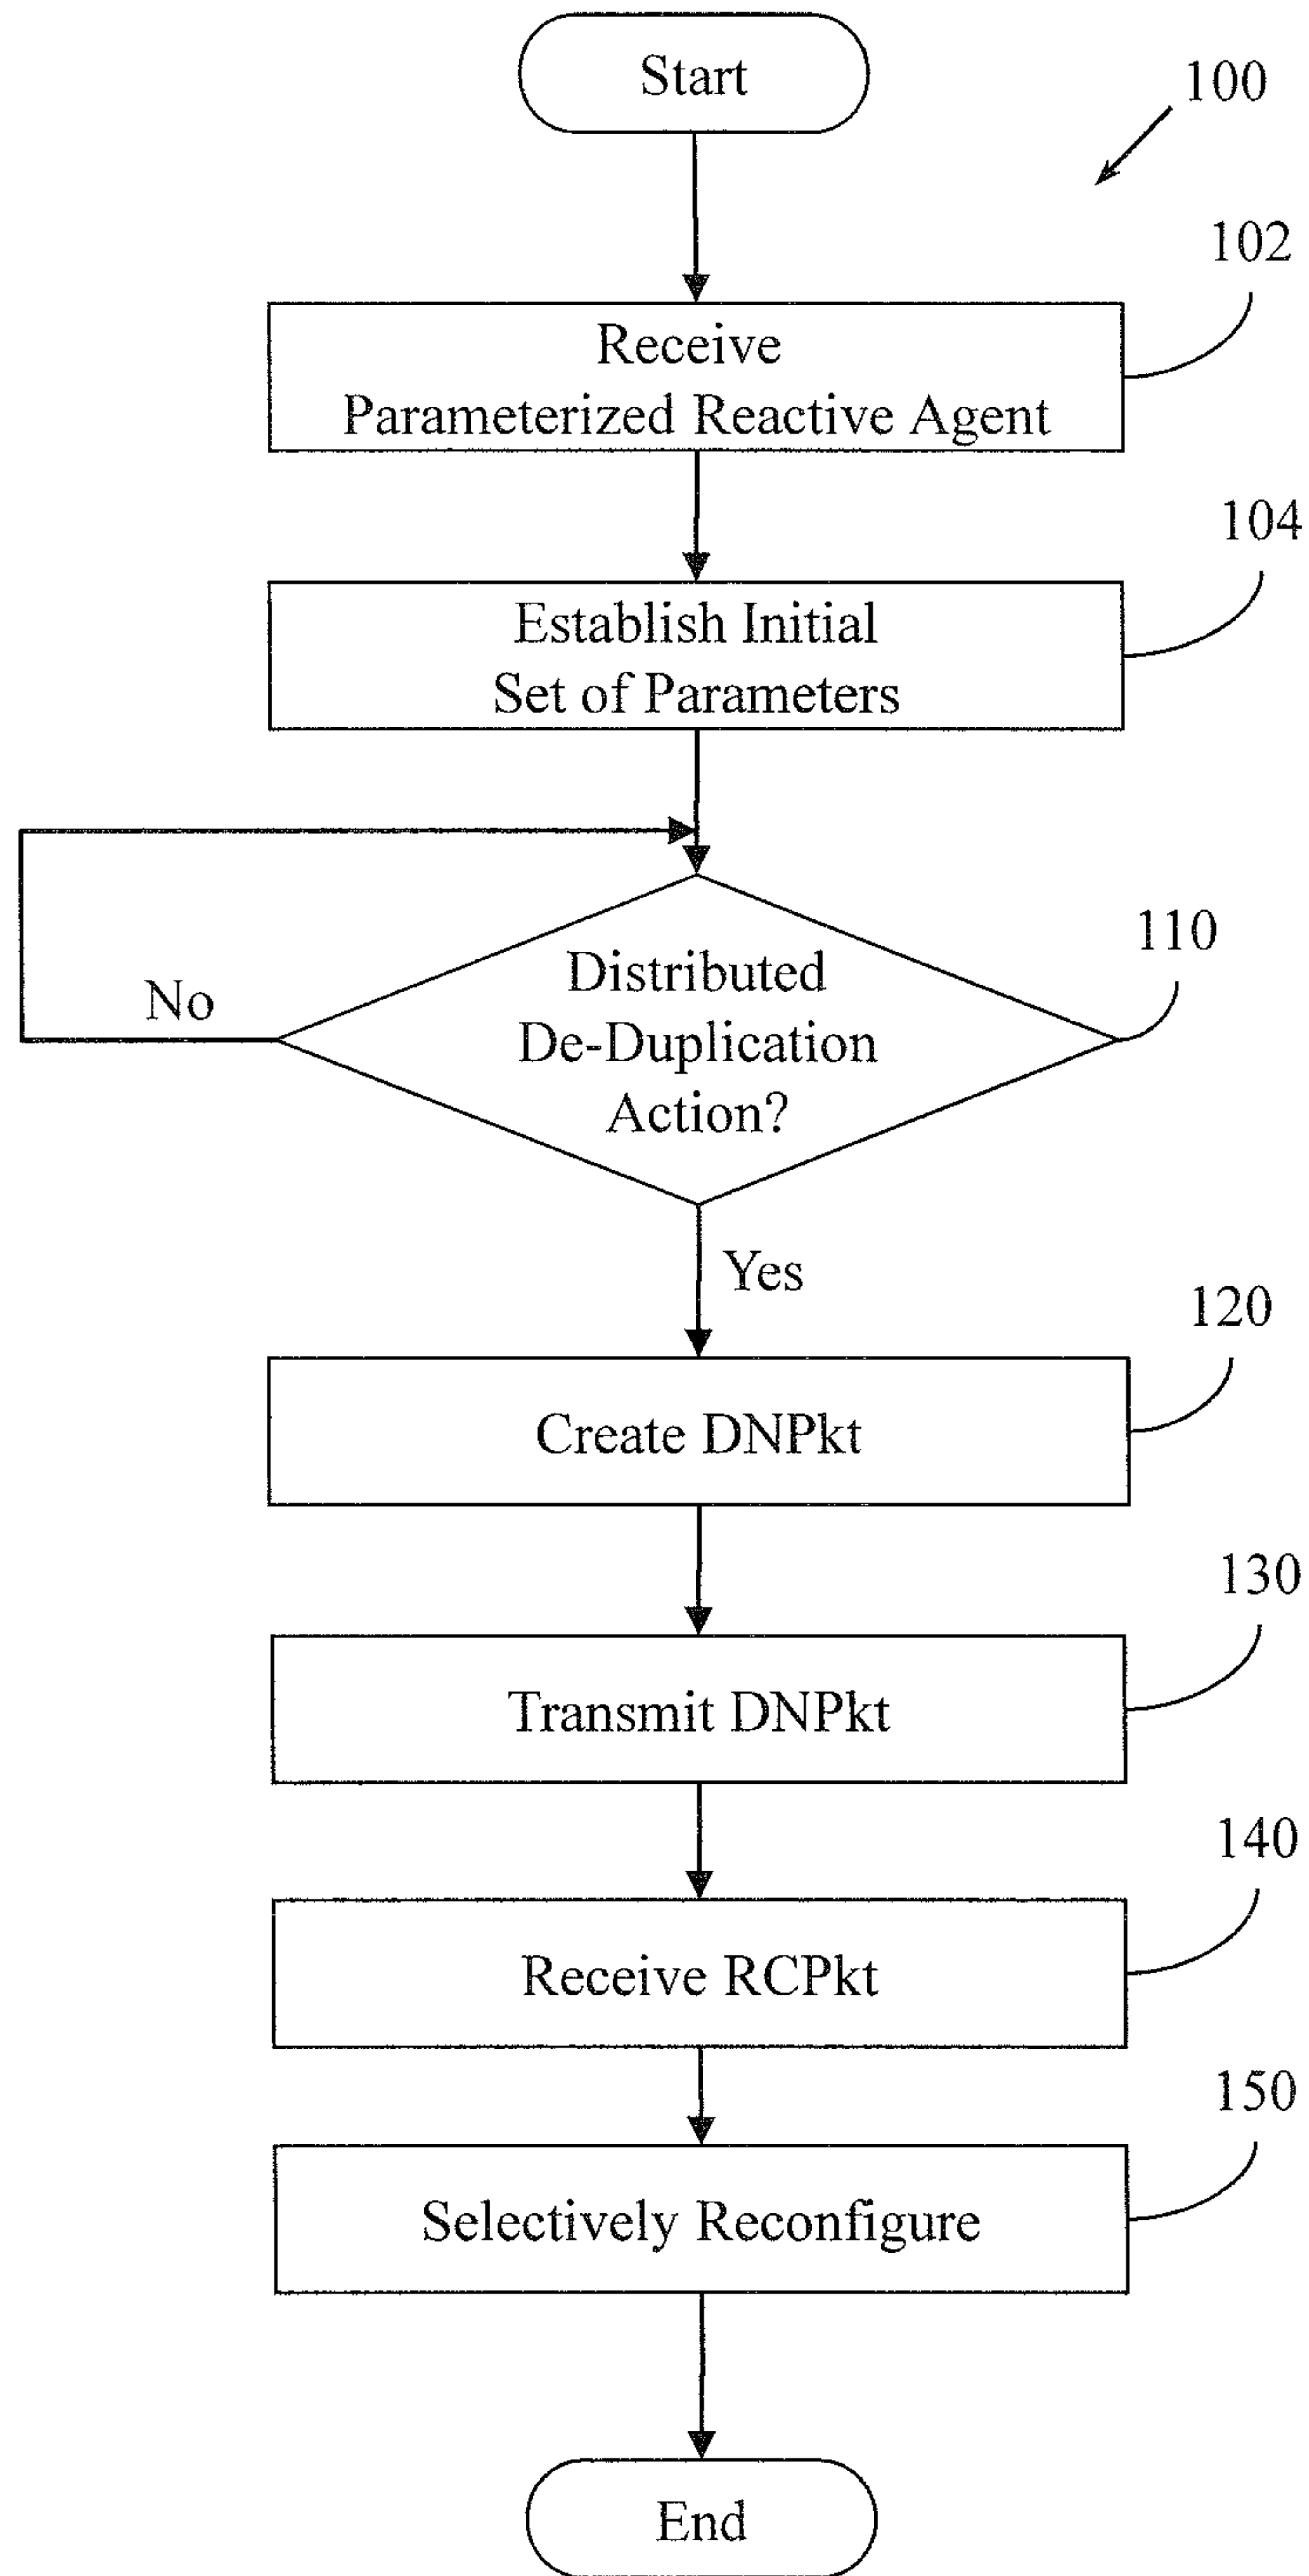 Start
100
102
Receive
Parameterized Reactive Agent
104
Establish Initial
Set of Parameters
110
Distributed
De-Duplication
Action?
No
Yes
120
Create DNPkt
130
Transmit DNPkt
140
Receive RCPkt
150
Selectively Reconfigure
End